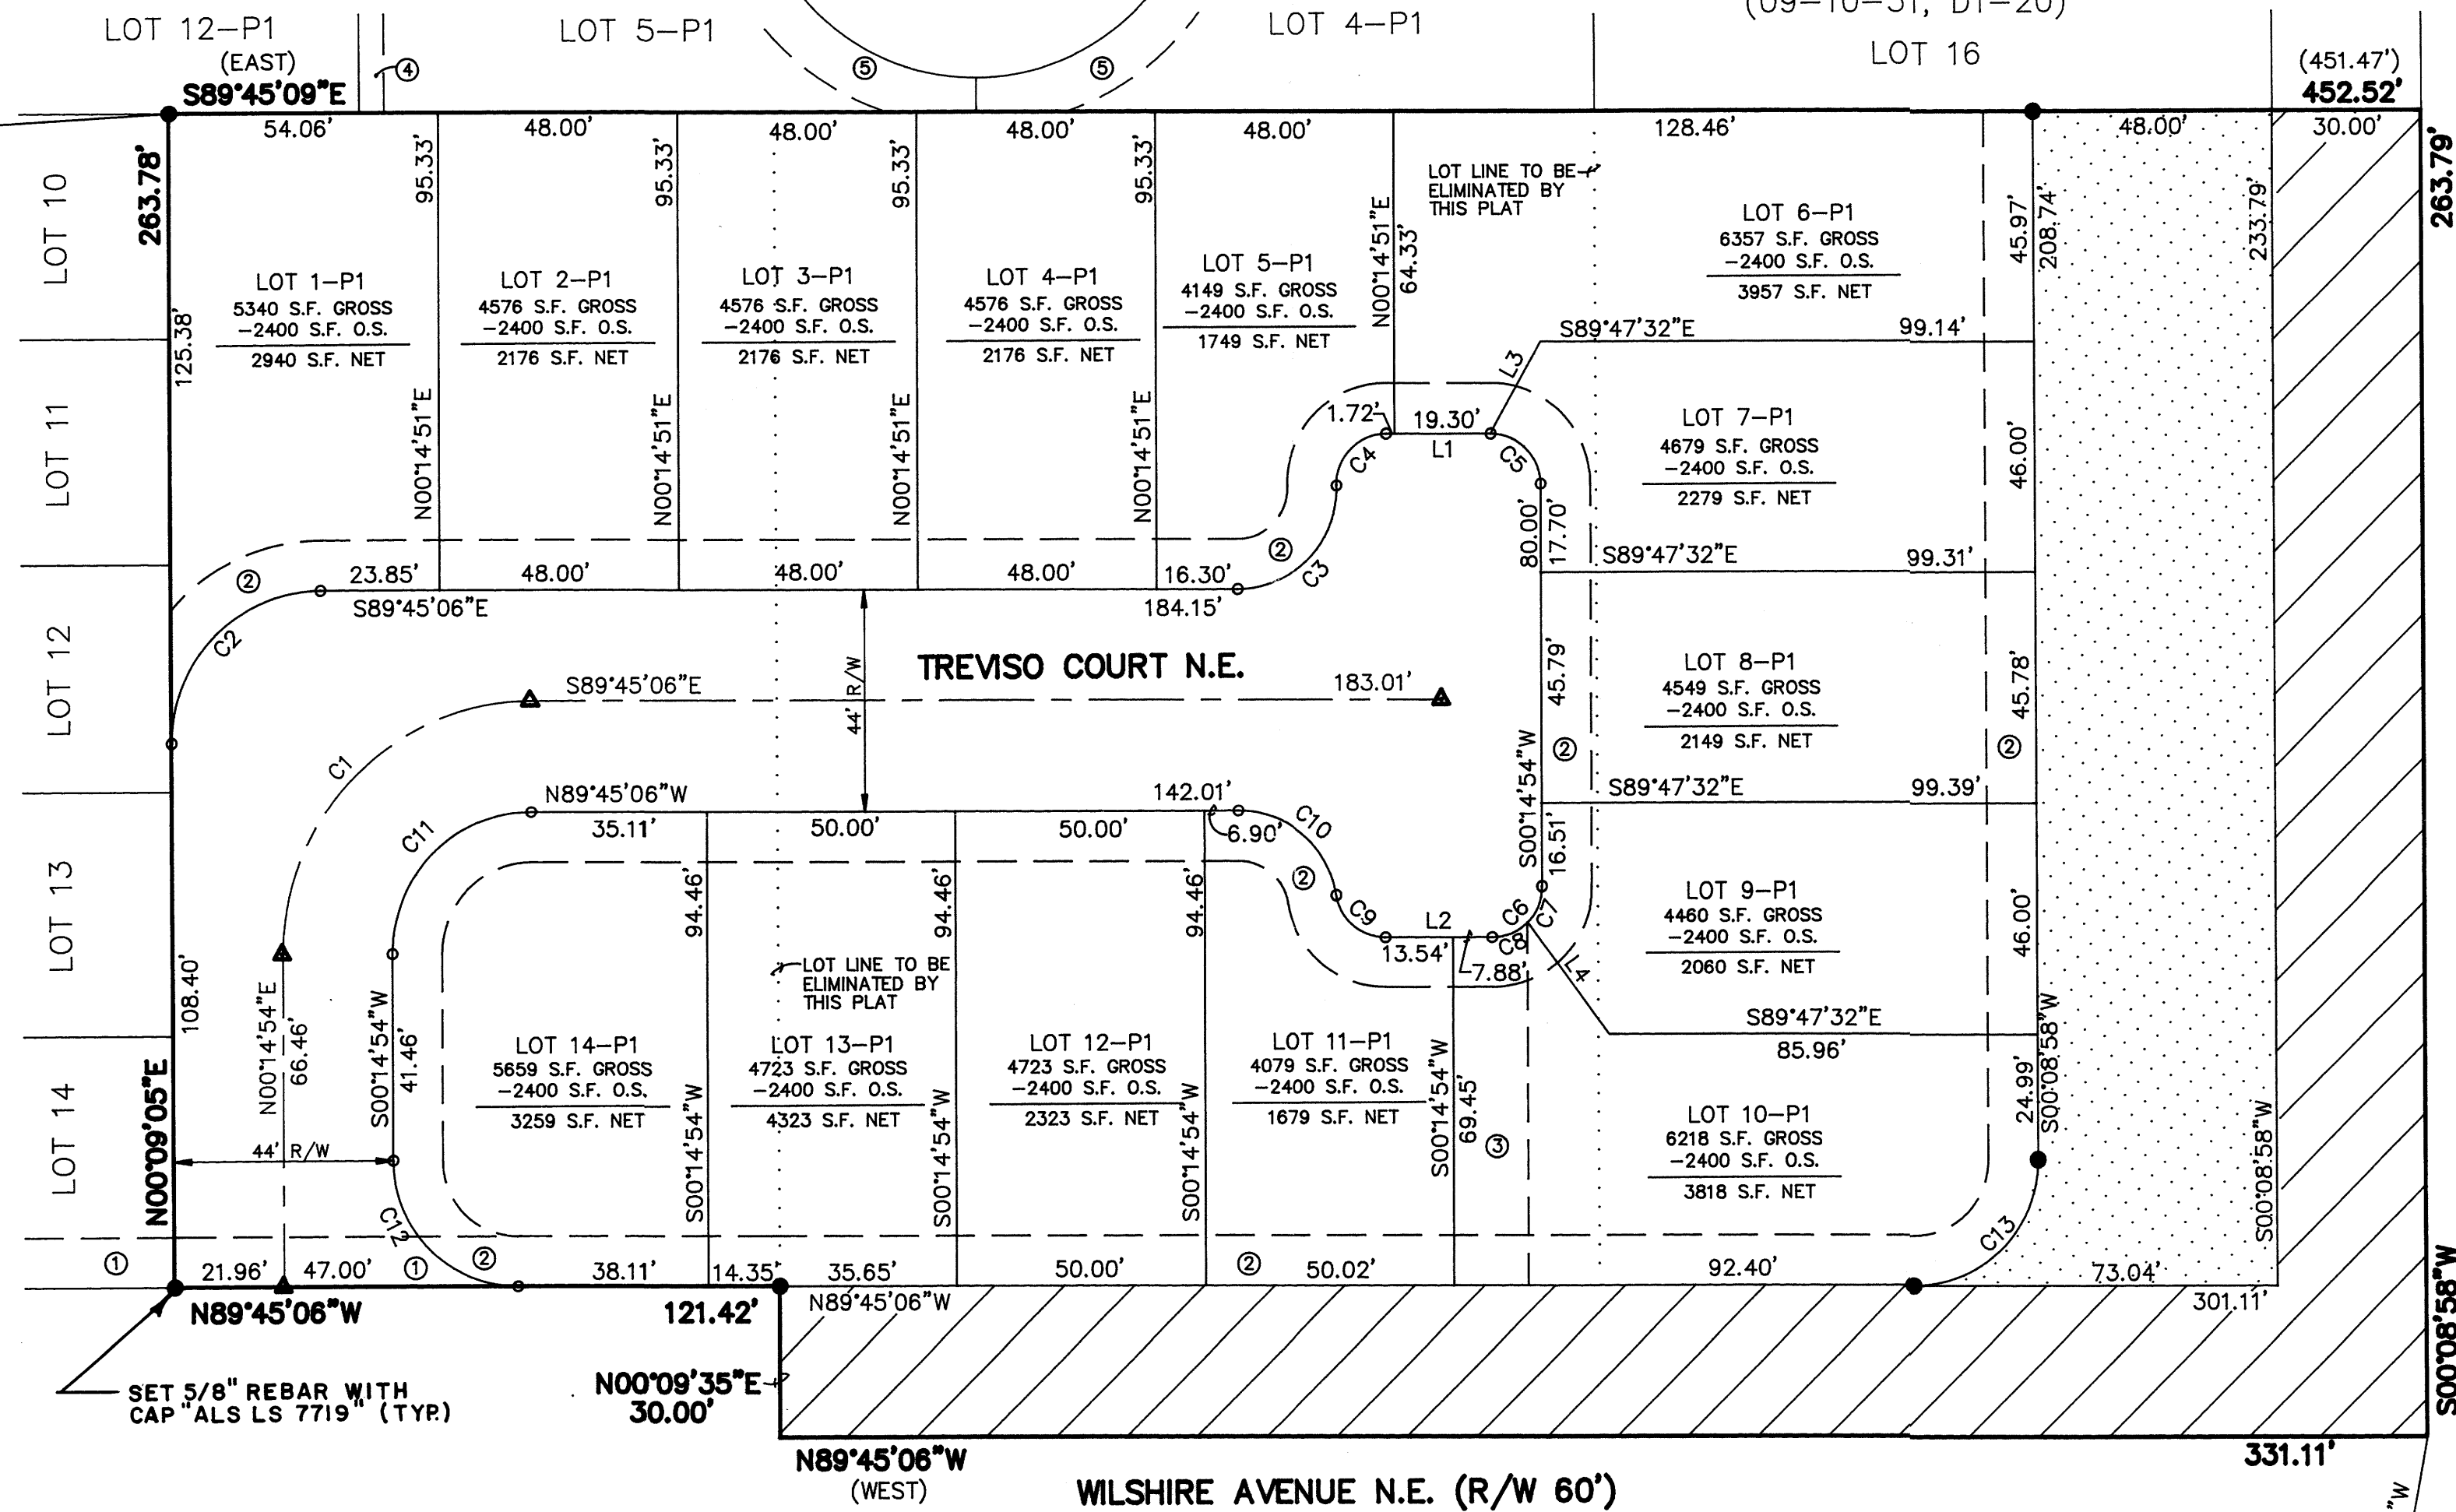 LOT 12-P1
(EAST)
S89°45'09"E
LOT 5-P1
LOT 4-P1
LOT 16
(451.47')
452.52'
④
⑤
⑤
54.06'
48.00'
48.00'
48.00'
48.00'
128.46'
48.00'
30.00'
263.78'
95.33'
95.33'
95.33'
95.33'
N00°14'51"E
64.33'
LOT LINE TO BE
ELIMINATED BY
THIS PLAT
45.97'
208.74'
233.79'
263.79'
LOT 10
LOT 11
LOT 12
LOT 13
LOT 14
125.38'
LOT 1-P1
5340 S.F. GROSS
-2400 S.F. O.S.
2940 S.F. NET
LOT 2-P1
4576 S.F. GROSS
-2400 S.F. O.S.
2176 S.F. NET
LOT 3-P1
4576 S.F. GROSS
-2400 S.F. O.S.
2176 S.F. NET
LOT 4-P1
4576 S.F. GROSS
-2400 S.F. O.S.
2176 S.F. NET
LOT 5-P1
4149 S.F. GROSS
-2400 S.F. O.S.
1749 S.F. NET
LOT 6-P1
6357 S.F. GROSS
-2400 S.F. O.S.
3957 S.F. NET
S89°47'32"E
99.14'
L3
N00°14'51"E
N00°14'51"E
N00°14'51"E
N00°14'51"E
1.72'
19.30'
L1
C4
C5
C3
②
LOT 7-P1
4679 S.F. GROSS
-2400 S.F. O.S.
2279 S.F. NET
46.00'
80.00'
17.70'
S89°47'32"E
99.31'
②
C2
23.85'
48.00'
48.00'
48.00'
16.30'
S89°45'06"E
184.15'
44' R/W
TREVISO COURT N.E.
S89°45'06"E
183.01'
C1
45.79'
LOT 8-P1
4549 S.F. GROSS
-2400 S.F. O.S.
2149 S.F. NET
45.78'
②
②
S00°14'54"W
S89°47'32"E
99.39'
16.51'
N89°45'06"W
142.01'
C11
35.11'
50.00'
50.00'
6.90'
C10
②
C9
L2
C6
C7
C8
13.54'
7.88'
L4
94.46'
94.46'
94.46'
LOT 9-P1
4460 S.F. GROSS
-2400 S.F. O.S.
2060 S.F. NET
46.00'
LOT LINE TO BE
ELIMINATED BY
THIS PLAT
108.40'
N00°14'54"E
66.46'
S00°14'54"W
41.46'
S89°47'32"E
85.96'
LOT 14-P1
5659 S.F. GROSS
-2400 S.F. O.S.
3259 S.F. NET
LOT 13-P1
4723 S.F. GROSS
-2400 S.F. O.S.
4323 S.F. NET
LOT 12-P1
4723 S.F. GROSS
-2400 S.F. O.S.
2323 S.F. NET
LOT 11-P1
4079 S.F. GROSS
-2400 S.F. O.S.
1679 S.F. NET
LOT 10-P1
6218 S.F. GROSS
-2400 S.F. O.S.
3818 S.F. NET
S00°14'54"W
S00°14'54"W
S00°14'54"W
S00°14'54"W
69.45'
③
24.99'
S00°08'58"W
S00°08'58"W
C13
N00°09'05"E
44' R/W
C12
①
21.96'
47.00'
①
②
38.11'
14.35'
35.65'
50.00'
②
50.02'
92.40'
73.04'
N89°45'06"W
121.42'
N89°45'06"W
301.11'
S00°08'58"W
SET 5/8" REBAR WITH
CAP "ALS LS 7719" (TYP.)
N00°09'35"E
30.00'
N89°45'06"W
(WEST)
331.11'
WILSHIRE AVENUE N.E. (R/W 60')
"W